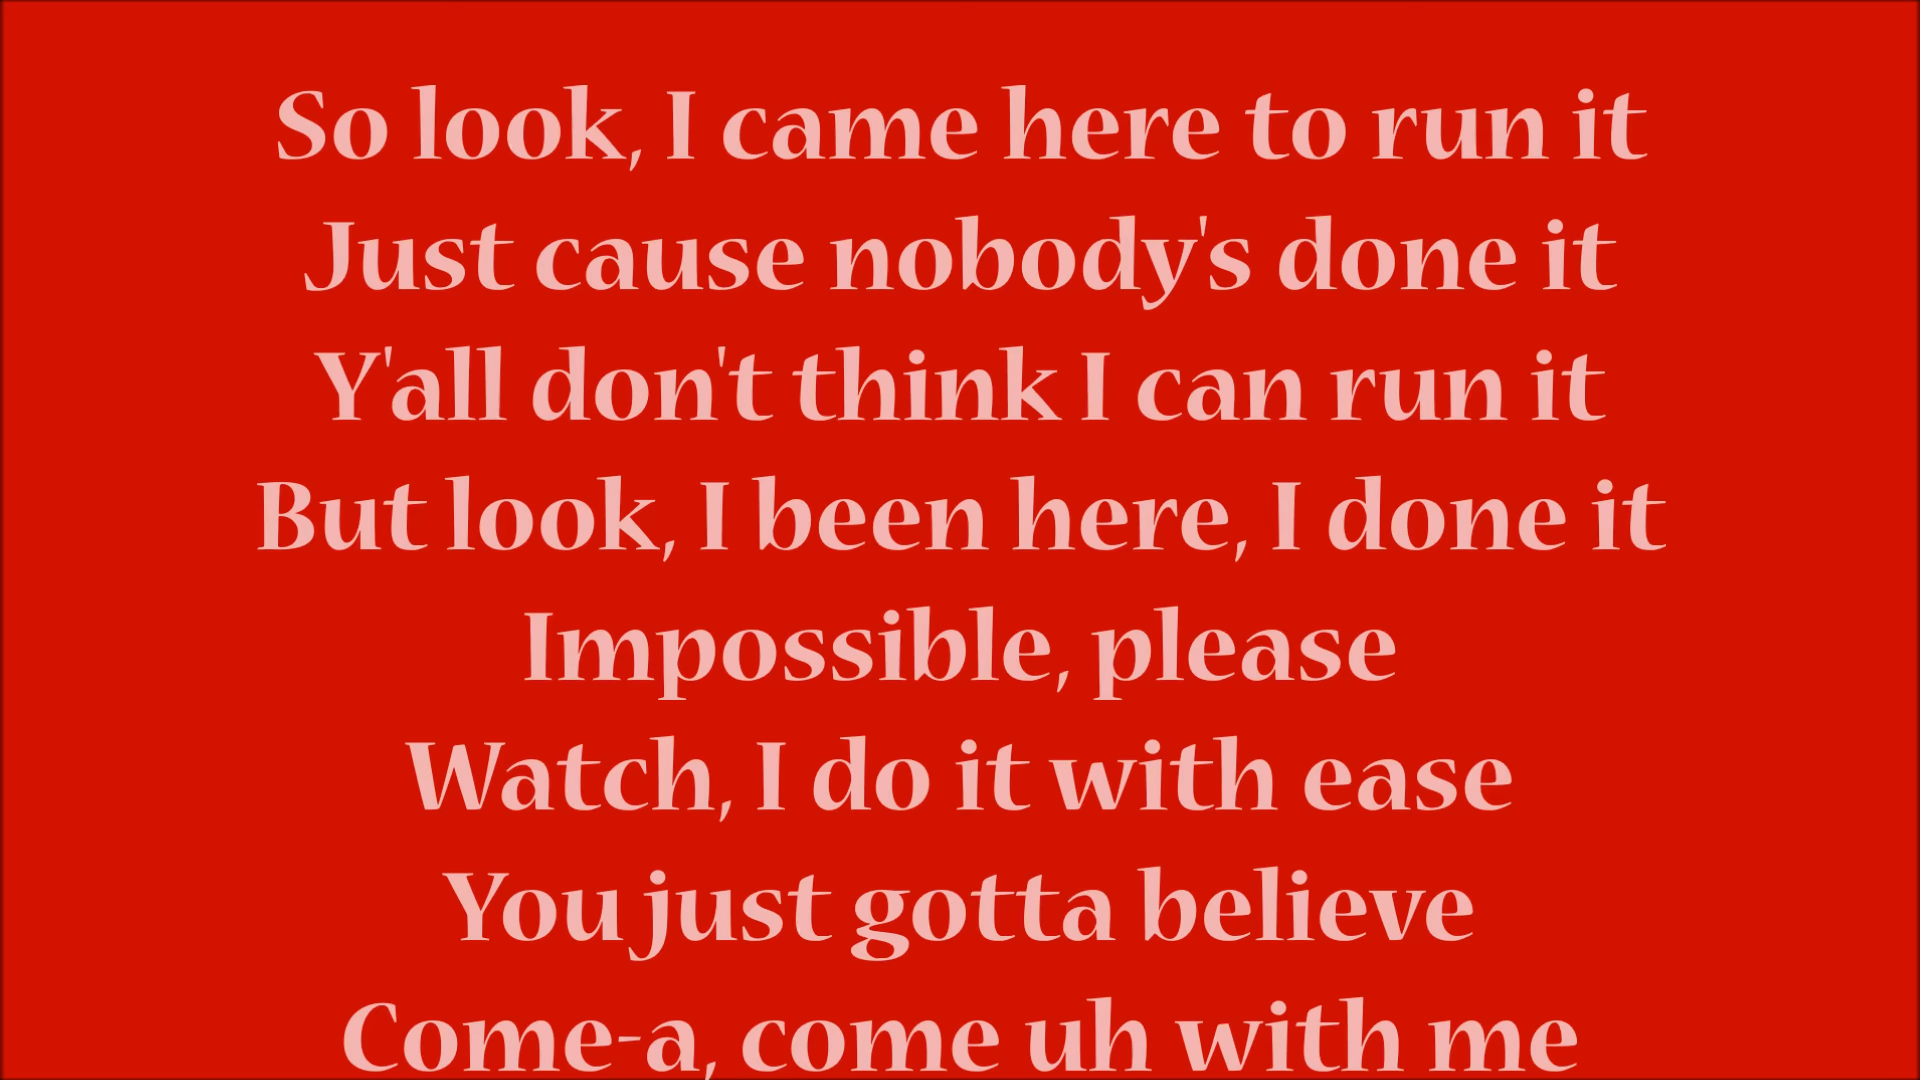 So look, I came here to run it
Just cause nobody's done it
Y'all don't think I can run it
But look, I been here, I done it
Impossible, please
Watch, I do it with ease
You just gotta believe
Come-a, come uh with me